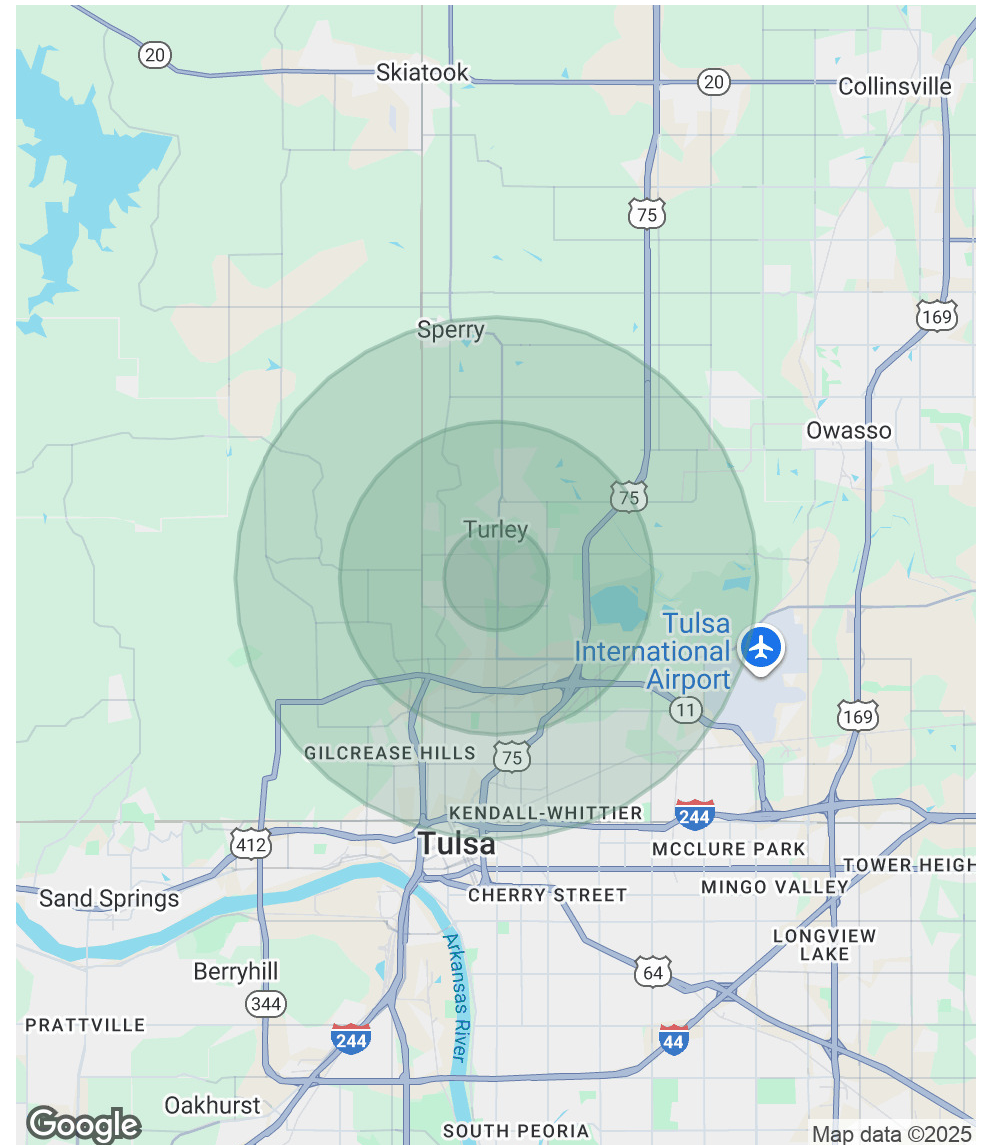 20
Skiatook
20
Collinsville
75
169
Sperry
Owasso
75
Turley
Tulsa
International
Airport
11
169
GILCREASE HILLS
75
KENDALL-WHITTIER
244
412
Tulsa
MCCLURE PARK
TOWER HEIGH
Sand Springs
CHERRY STREET
MINGO VALLEY
LONGVIEW
LAKE
Arkansas River
Berryhill
64
344
PRATTVILLE
244
44
Oakhurst
SOUTH PEORIA
Google
Map data ©2025